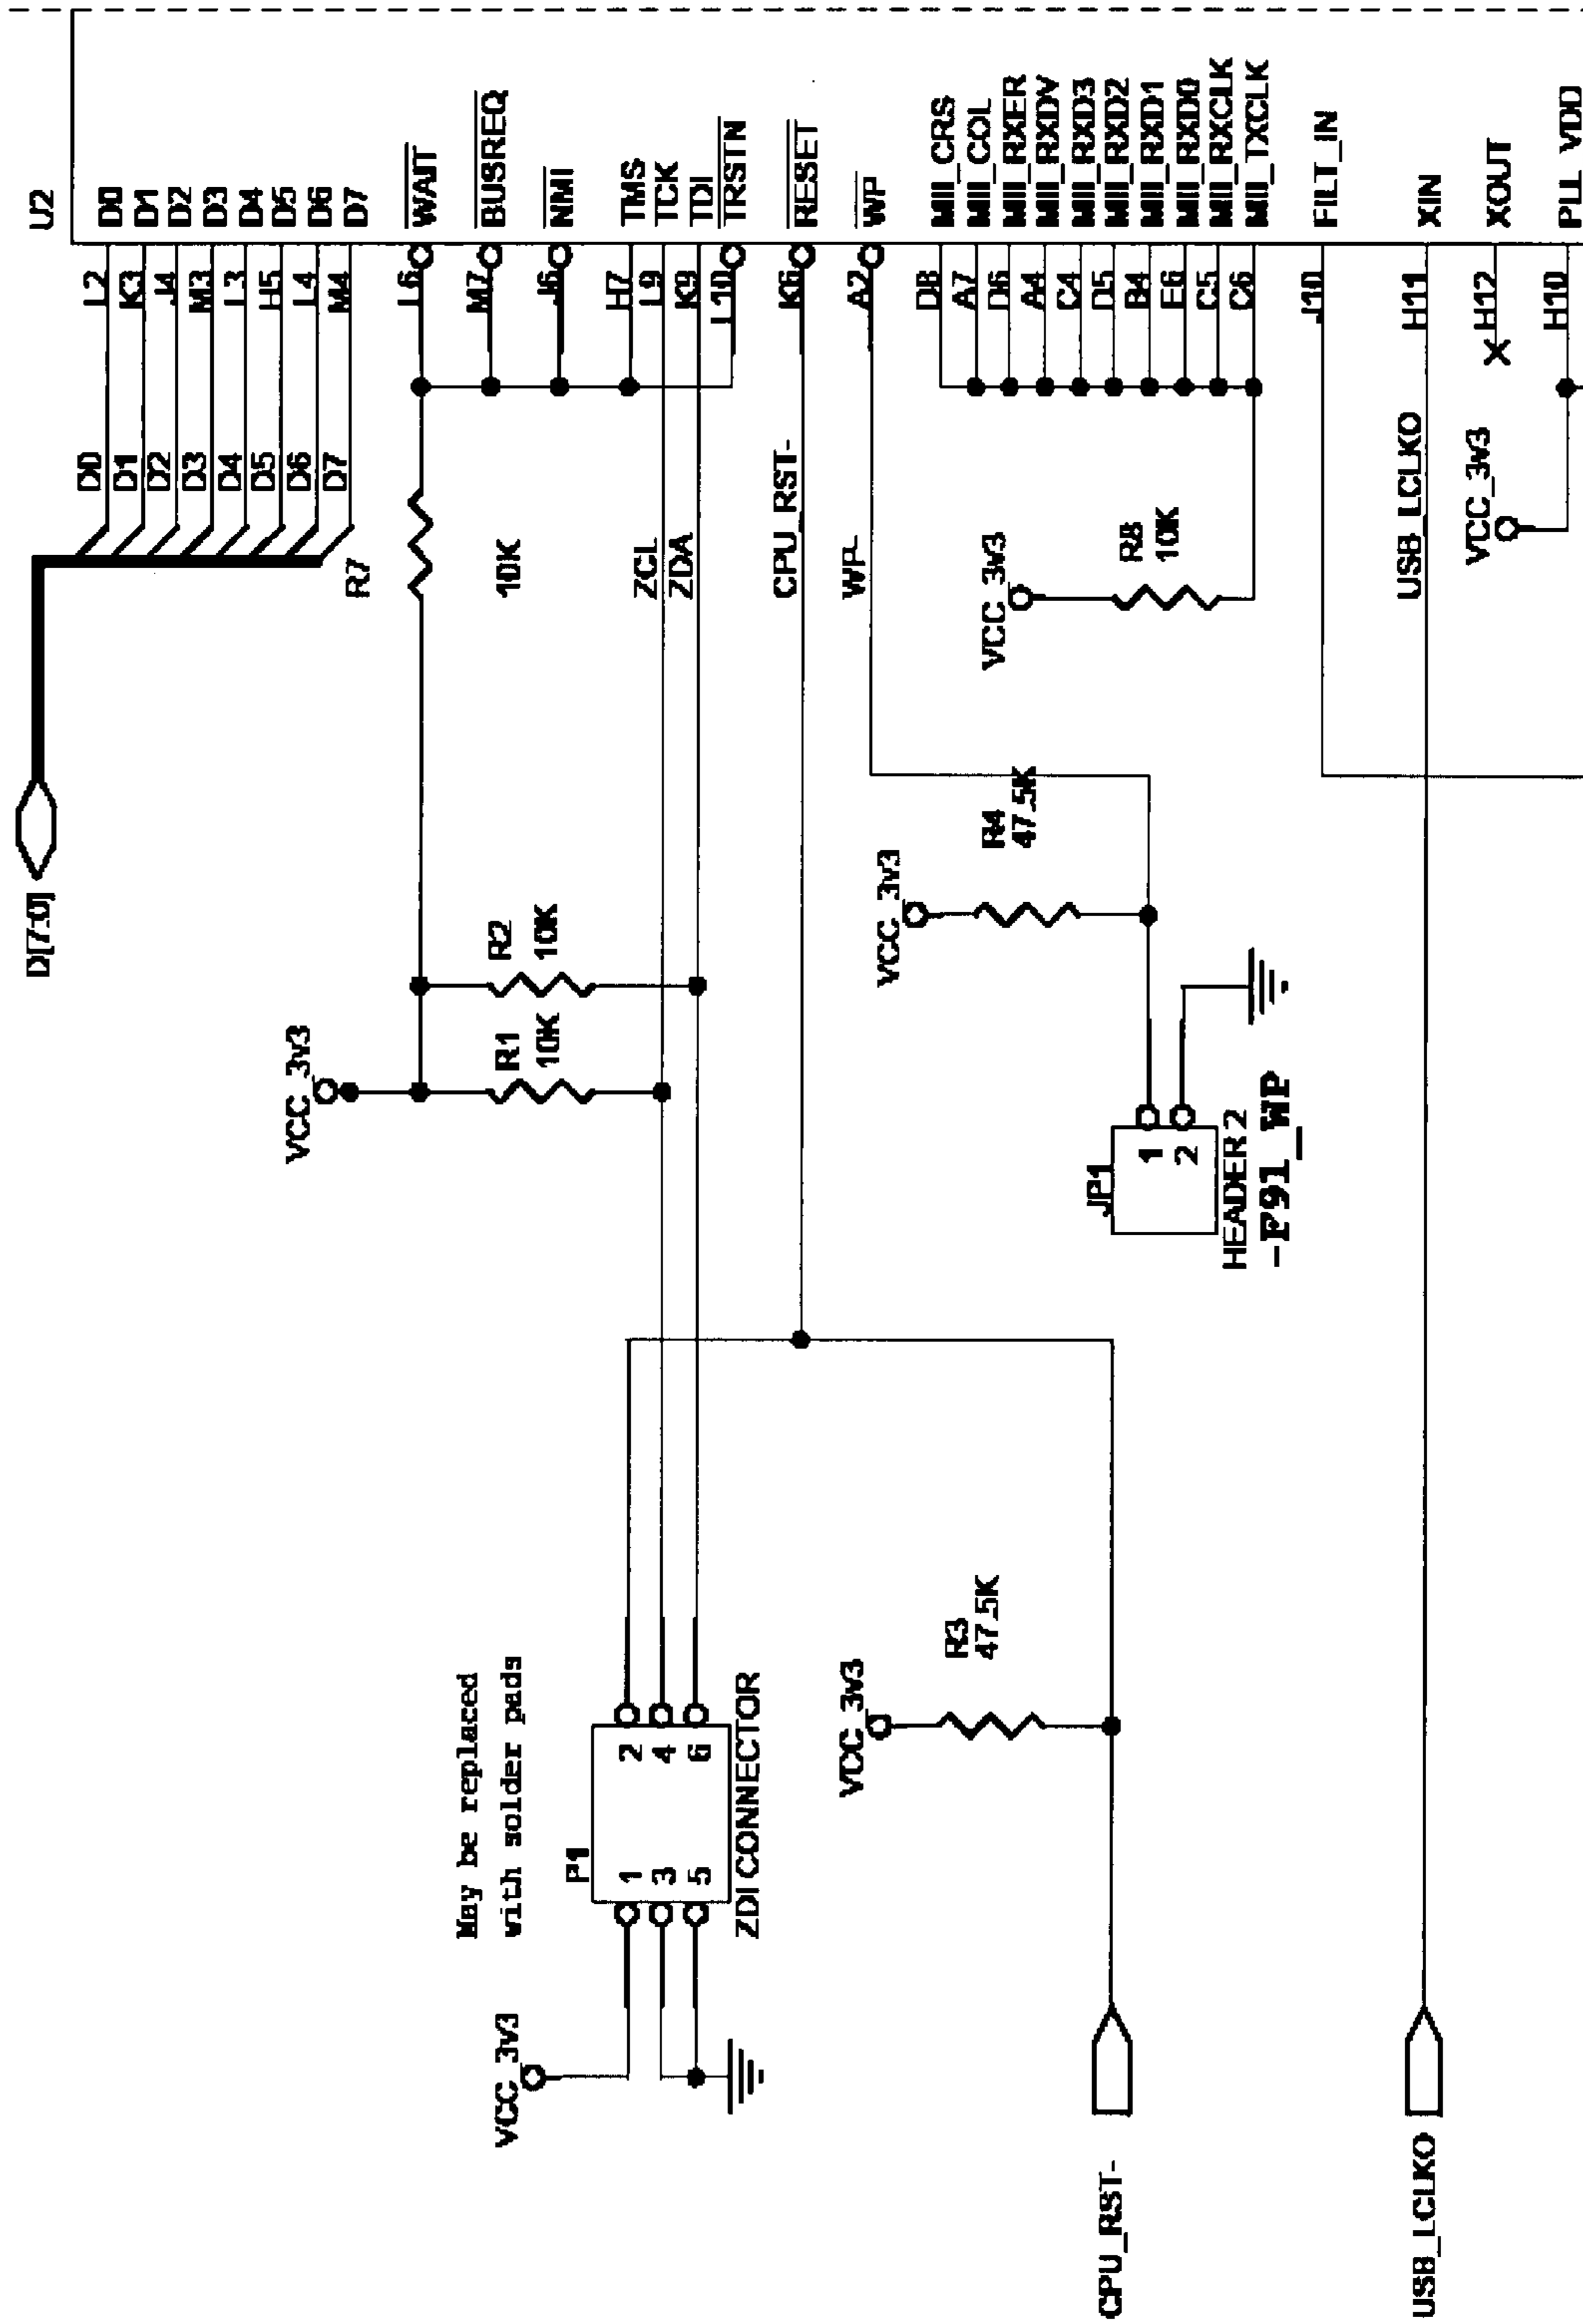 U2
D[7:0]
D0 L2 D0
D1 K3 D1
D2 J4 D2
D3 M3 D3
D4 L3 D4
D5 H5 D5
D6 L4 D6
D7 M4 D7
R7
10K
L6 WAIT
M7 BUSREQ
J6 NMI
H7 TMS
ZCL L9 TCK
ZDA K9 TDI
L10 TRSTN
CPU_RST- K6 RESET
WP- A2 WP
D8 MII_CRS
A7 MII_COL
D6 MII_RXER
A4 MII_RXDV
C4 MII_RXD3
D5 MII_RXD2
B4 MII_RXD1
E6 MII_RXD0
C5 MII_RXCLK
C6 MII_TXCLK
J10 FILT_IN
USB_LCLKO H11 XIN
X H12 XOUT
H10 PLL_VDD
VCC_3v3
VCC_3v3
R8
10K
VCC_3v3
R1
10K
R2
10K
VCC_3v3
R4
47.5K
JP1
1
2
HEADER 2
-F91_WP
May be replaced
with solder pads
P1
1 2
3 4
5 6
ZDI CONNECTOR
VCC_3v3
VCC_3v3
R3
47.5K
CPU_RST-
USB_LCLKO